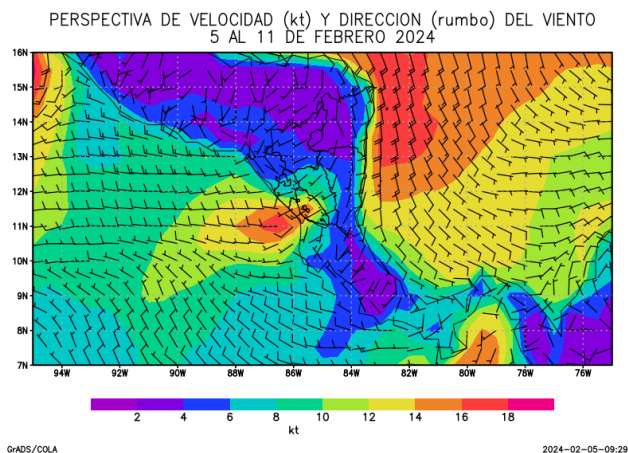 PERSPECTIVA DE VELOCIDAD (kt) Y DIRECCION (rumbo) DEL VIENTO
5 AL 11 DE FEBRERO 2024
16N
15N
14N
13N
12N
11N
10N
9N
8N
7N
94W 92W 90W 88W 86W 84W 82W 80W 78W 76W
2 4 6 8 10 12 14 16 18
kt
GrADS/COLA 2024-02-05-09:29